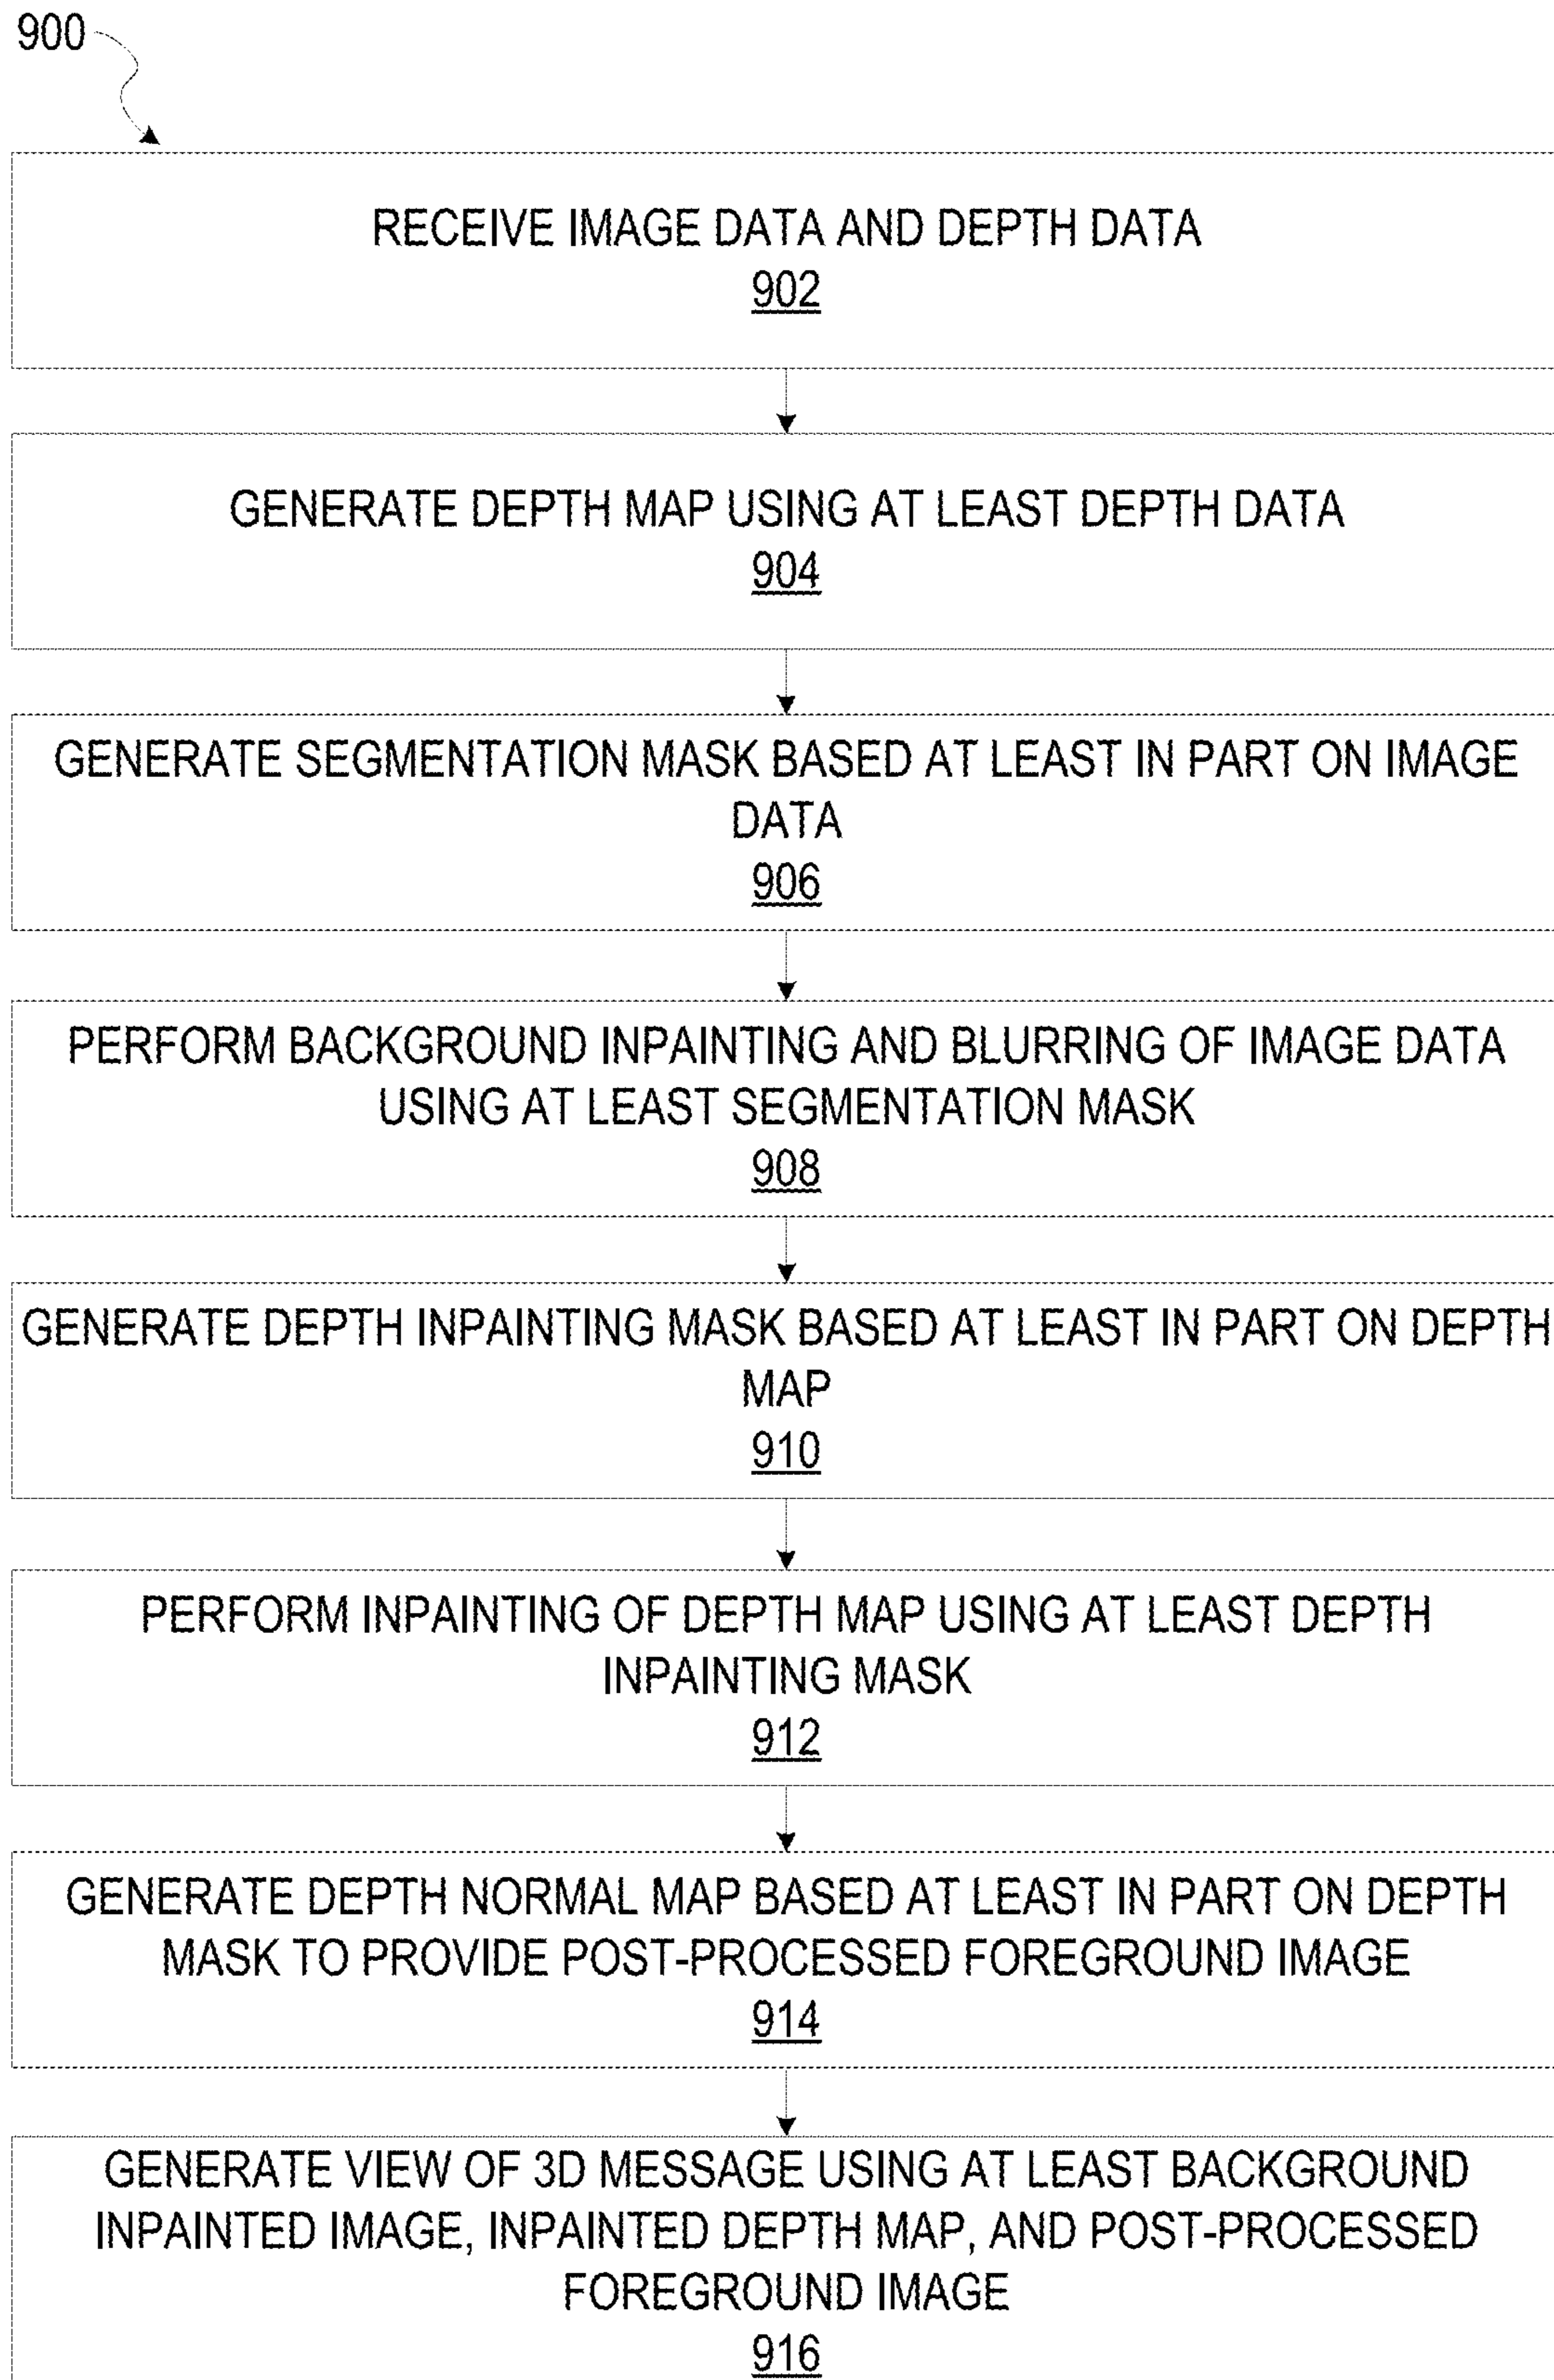 900
RECEIVE IMAGE DATA AND DEPTH DATA
902
GENERATE DEPTH MAP USING AT LEAST DEPTH DATA
904
GENERATE SEGMENTATION MASK BASED AT LEAST IN PART ON IMAGE
DATA
906
PERFORM BACKGROUND INPAINTING AND BLURRING OF IMAGE DATA
USING AT LEAST SEGMENTATION MASK
908
GENERATE DEPTH INPAINTING MASK BASED AT LEAST IN PART ON DEPTH
MAP
910
PERFORM INPAINTING OF DEPTH MAP USING AT LEAST DEPTH
INPAINTING MASK
912
GENERATE DEPTH NORMAL MAP BASED AT LEAST IN PART ON DEPTH
MASK TO PROVIDE POST-PROCESSED FOREGROUND IMAGE
914
GENERATE VIEW OF 3D MESSAGE USING AT LEAST BACKGROUND
INPAINTED IMAGE, INPAINTED DEPTH MAP, AND POST-PROCESSED
FOREGROUND IMAGE
916